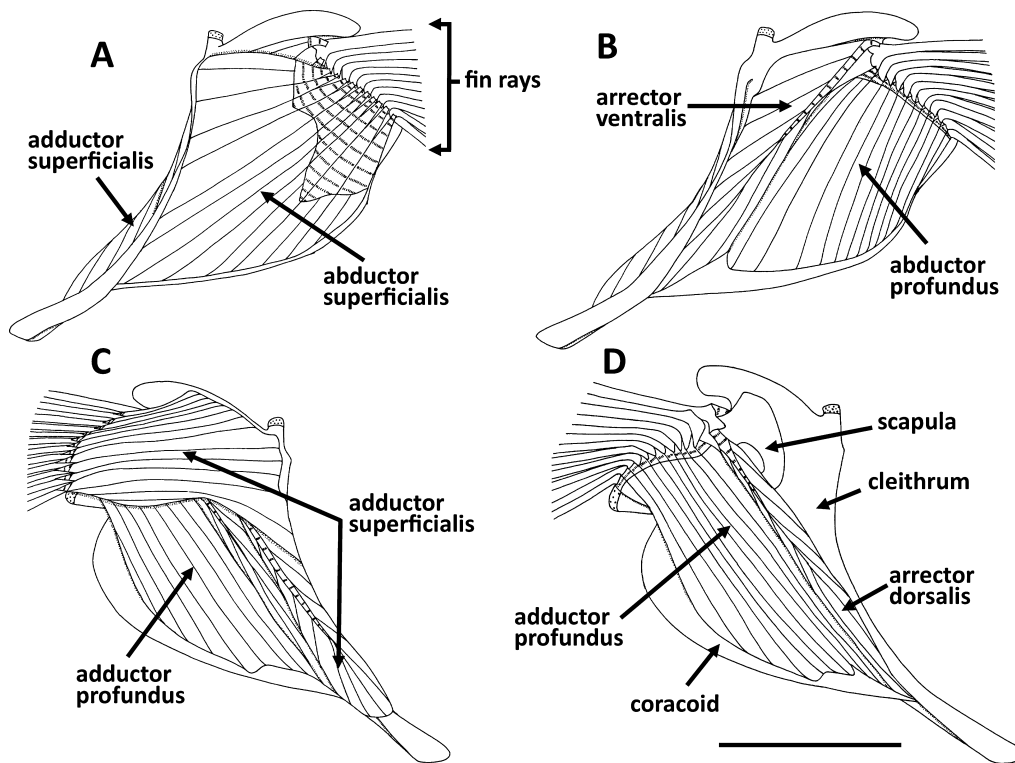 A
fin rays
adductor
superficialis
abductor
superficialis
B
arrector
ventralis
abductor
profundus
C
adductor
superficialis
adductor
profundus
D
scapula
cleithrum
arrector
dorsalis
adductor
profundus
coracoid